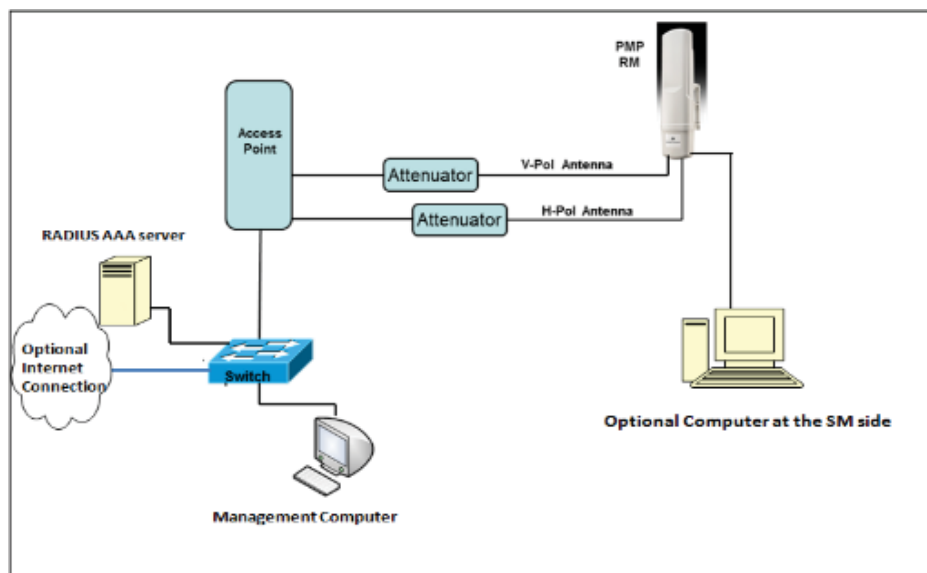 PMP
RM
Access
Point
Attenuator
V-Pol Antenna
Attenuator
H-Pol Antenna
RADIUS AAA server
Optional
Internet
Connection
Switch
Optional Computer at the SM side
Management Computer